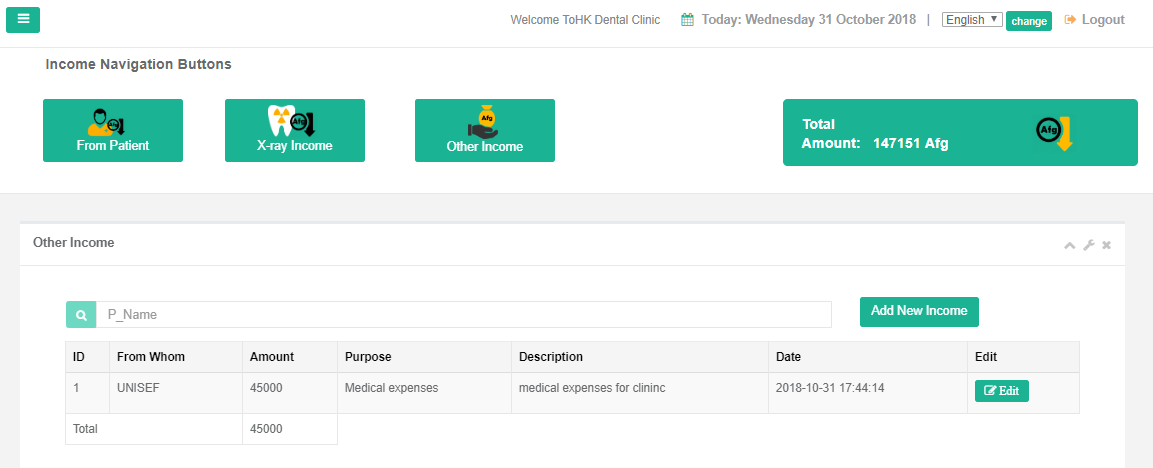 Welcome ToHK Dental Clinic Today: Wednesday 31 October 2018 | English change Logout
Income Navigation Buttons
Afg Afg Afg
From Patient X-ray Income Other Income
Total
Amount: 147151 Afg Afg
Other Income
P_Name Add New Income
ID From Whom Amount Purpose Description Date Edit
1 UNISEF 45000 Medical expenses medical expenses for clininc 2018-10-31 17:44:14 Edit
Total 45000